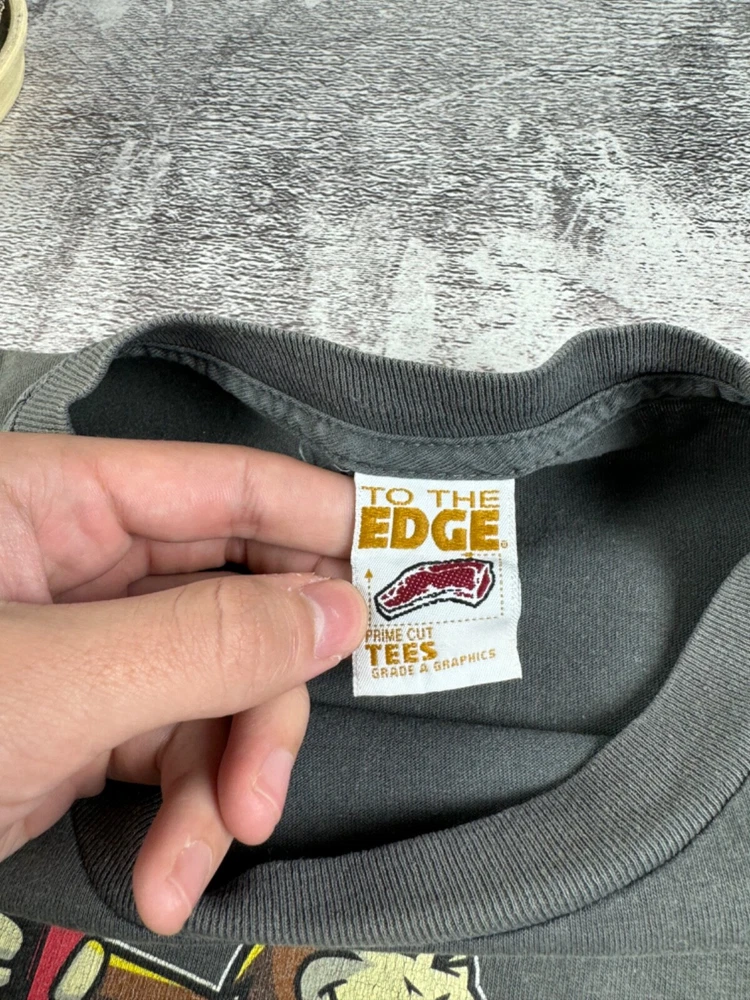 TO THE
EDGE®
PRIME CUT
TEES
GRADE A GRAPHICS